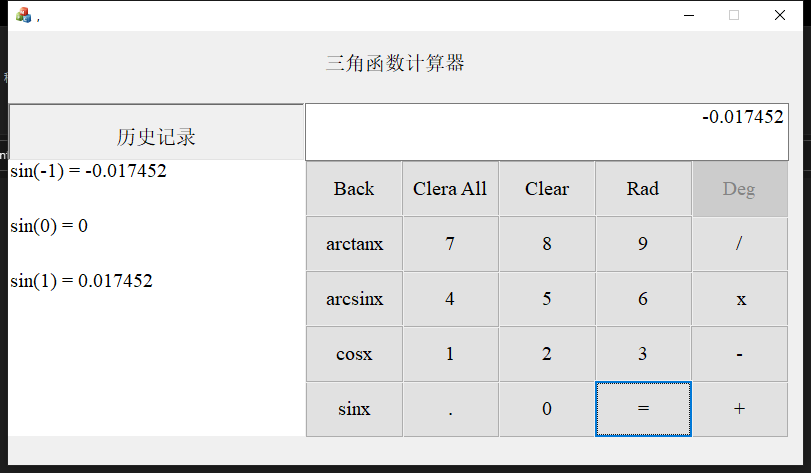 ,
三角函数计算器
历史记录
-0.017452
sin(-1) = -0.017452
sin(0) = 0
sin(1) = 0.017452
Back Clera All Clear Rad Deg
arctanx 7 8 9 /
arcsinx 4 5 6 x
cosx 1 2 3 -
sinx . 0 = +